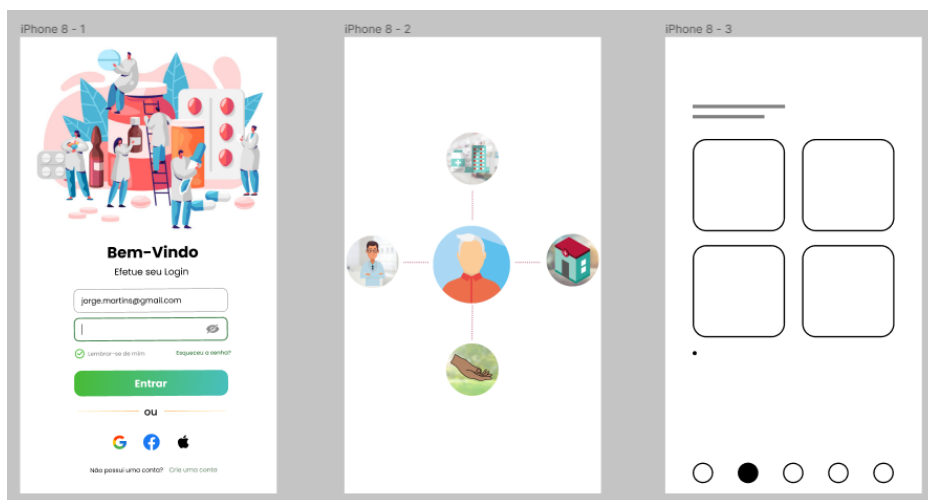 iPhone 8 - 1
iPhone 8 - 2
iPhone 8 - 3
Bem-Vindo
Efetue seu Login
jorge.martins@gmail.com
Lembrar-se de mim
Esqueceu a senha?
Entrar
ou
Não possui uma conta? Crie uma conta